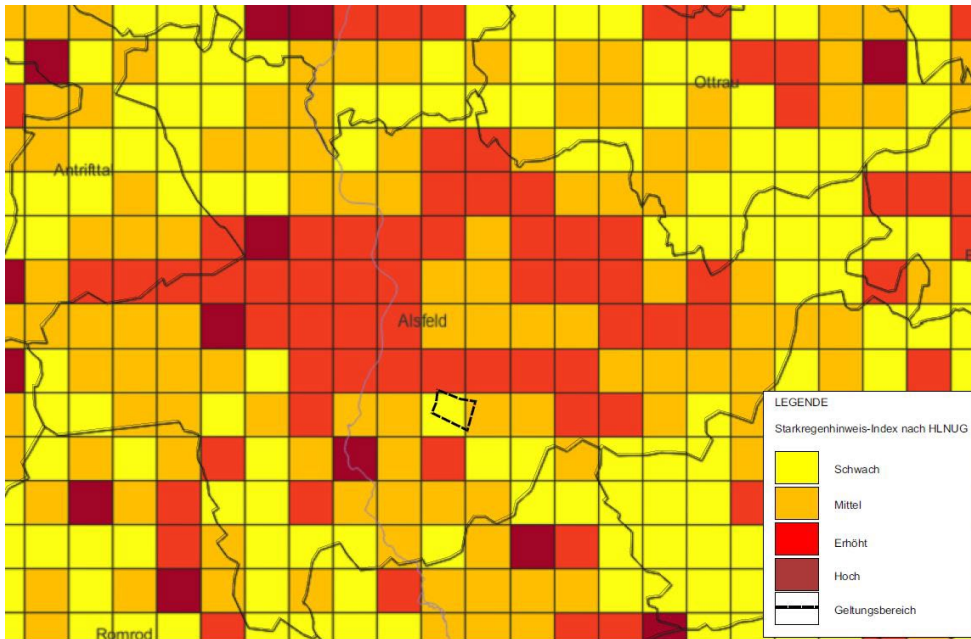 Ottrau
Antrifttal
Alsfeld
Romrod
LEGENDE
Starkregenhinweis-Index nach HLNUG
Schwach
Mittel
Erhöht
Hoch
Geltungsbereich